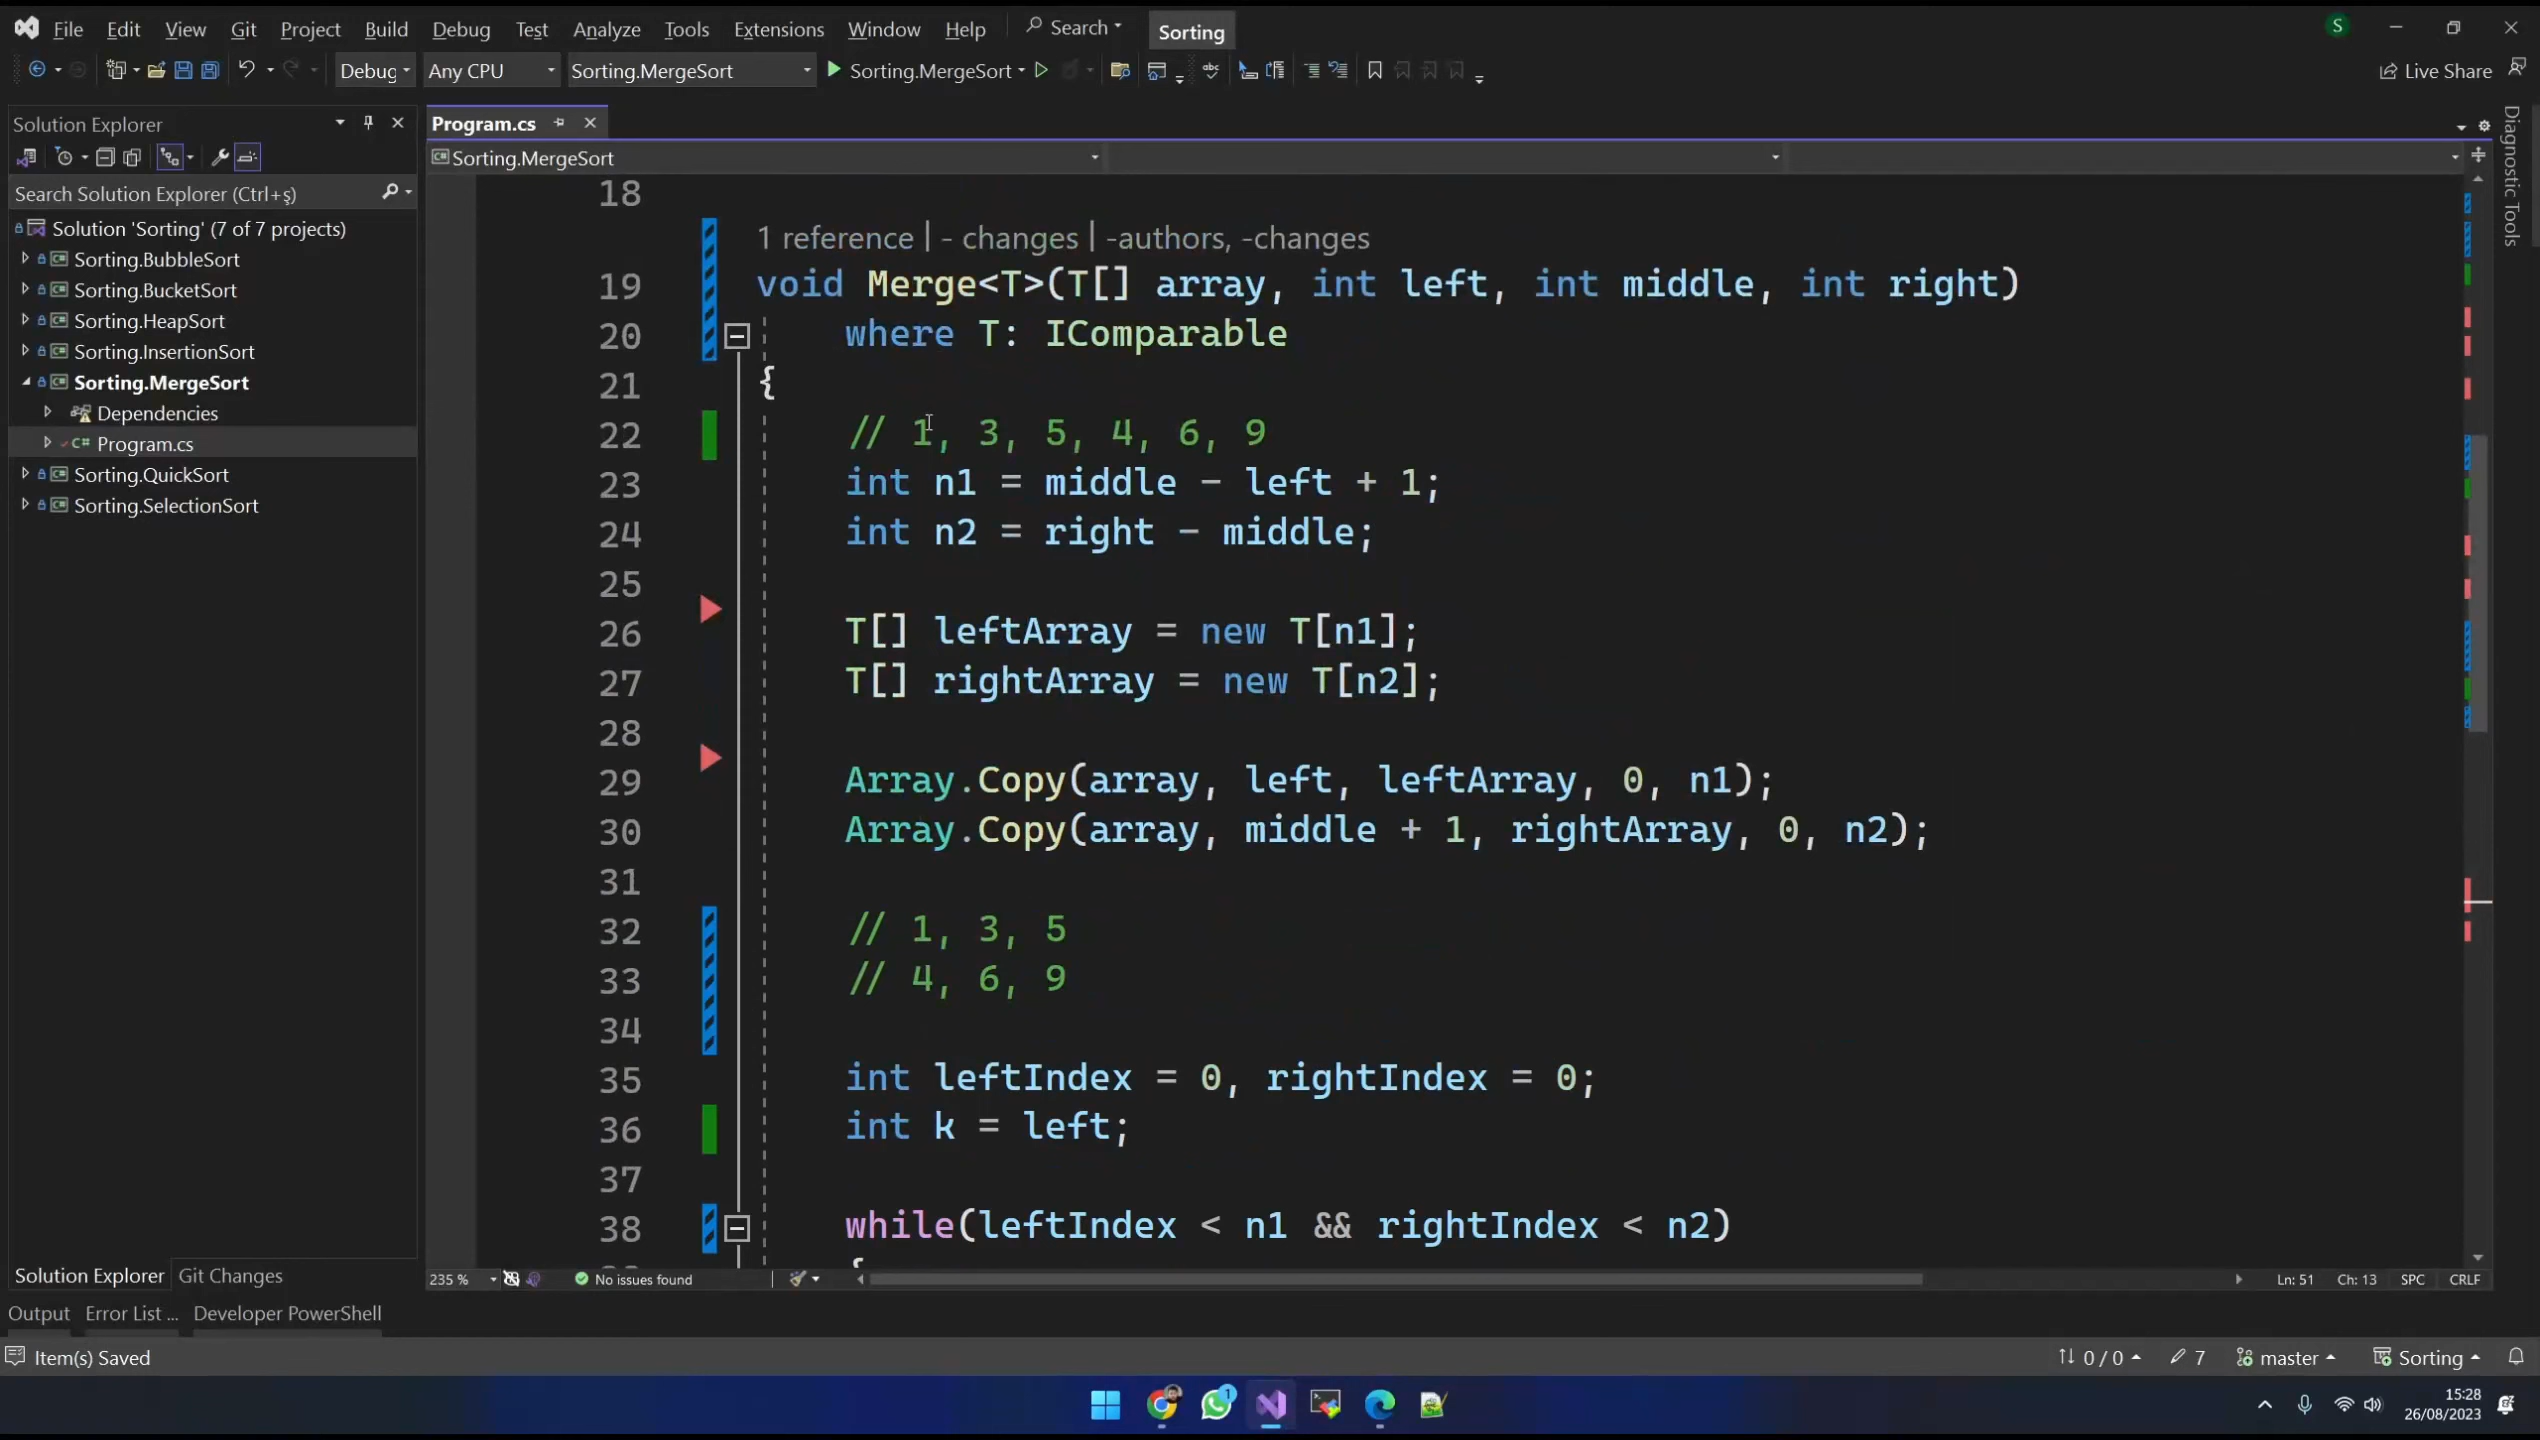 File Edit View Git Project Build Debug Test Analyze Tools Extensions Window Help Search Sorting S
Debug Any CPU Sorting.MergeSort Sorting.MergeSort Live Share
Solution Explorer
Search Solution Explorer (Ctrl+ş)
Solution 'Sorting' (7 of 7 projects)
Sorting.BubbleSort
Sorting.BucketSort
Sorting.HeapSort
Sorting.InsertionSort
Sorting.MergeSort
Dependencies
C# Program.cs
Sorting.QuickSort
Sorting.SelectionSort
Solution Explorer Git Changes
Program.cs
Sorting.MergeSort
18
1 reference | - changes | -authors, -changes
19 void Merge<T>(T[] array, int left, int middle, int right)
20 where T: IComparable
21 {
22 // 1, 3, 5, 4, 6, 9
23 int n1 = middle - left + 1;
24 int n2 = right - middle;
25
26 T[] leftArray = new T[n1];
27 T[] rightArray = new T[n2];
28
29 Array.Copy(array, left, leftArray, 0, n1);
30 Array.Copy(array, middle + 1, rightArray, 0, n2);
31
32 // 1, 3, 5
33 // 4, 6, 9
34
35 int leftIndex = 0, rightIndex = 0;
36 int k = left;
37
38 while(leftIndex < n1 && rightIndex < n2)
{
Diagnostic Tools
235 % No issues found Ln: 51 Ch: 13 SPC CRLF
Output Error List ... Developer PowerShell
Item(s) Saved 0 / 0 7 master Sorting
1
15:28
26/08/2023